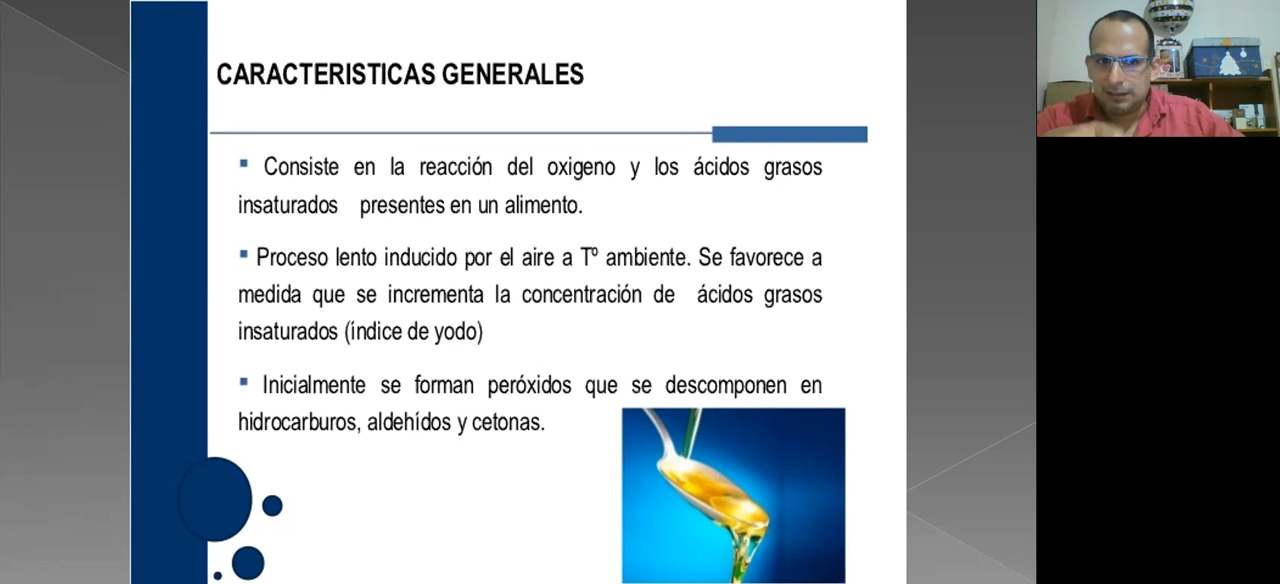 CARACTERISTICAS GENERALES
▪ Consiste en la reacción del oxigeno y los ácidos grasos
insaturados presentes en un alimento.
▪ Proceso lento inducido por el aire a Tº ambiente. Se favorece a
medida que se incrementa la concentración de ácidos grasos
insaturados (índice de yodo)
▪ Inicialmente se forman peróxidos que se descomponen en
hidrocarburos, aldehídos y cetonas.